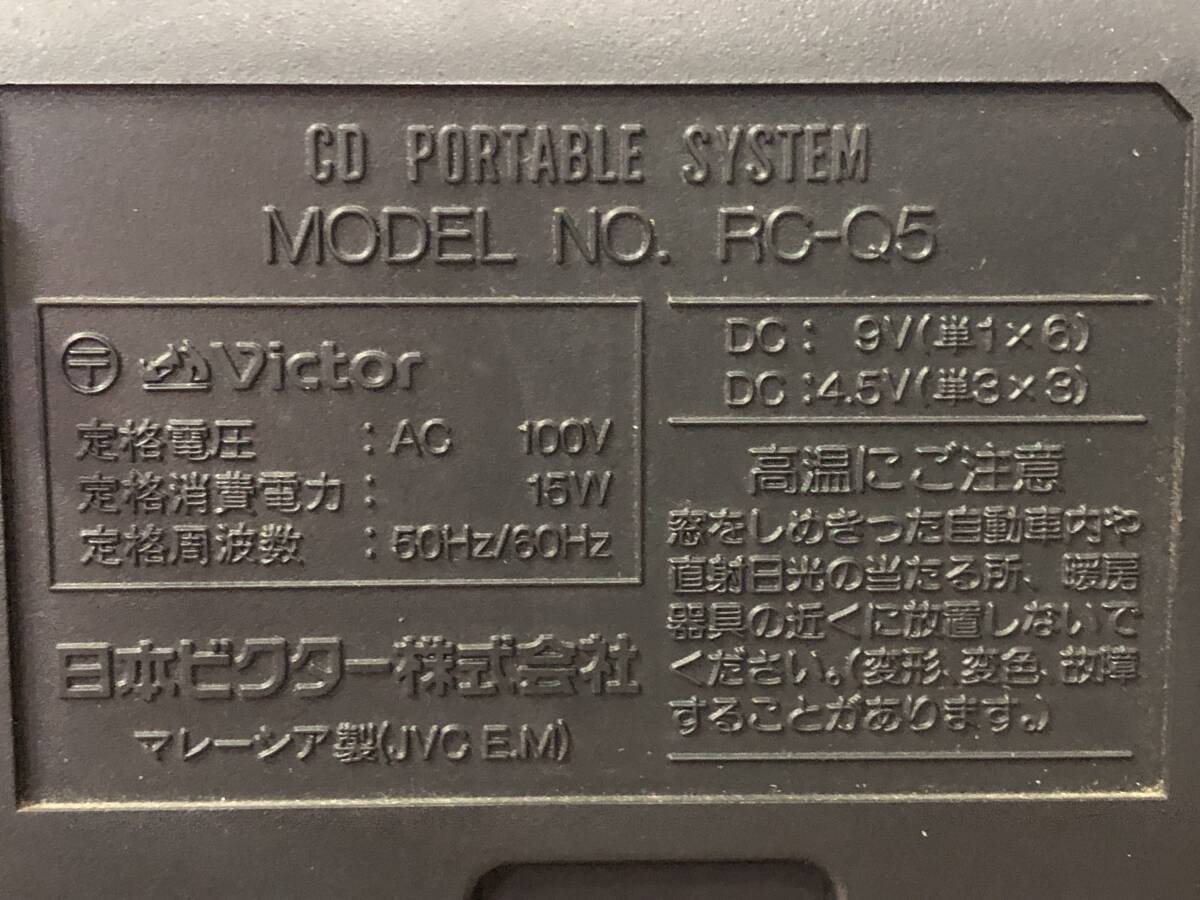 CD PORTABLE SYSTEM
MODEL NO. RC-Q5
〒 Victor
定格電圧 : AC 100V
定格消費電力 : 15W
定格周波数 : 50Hz/60Hz
日本ビクター株式会社
マレーシア製(JVC E.M)
DC : 9V(単1×6)
DC :4.5V(単3×3)
高温にご注意
窓をしめきった自動車内や
直射日光の当たる所、暖房
器具の近くに放置しないで
ください。(変形、変色、故障
することがあります。)